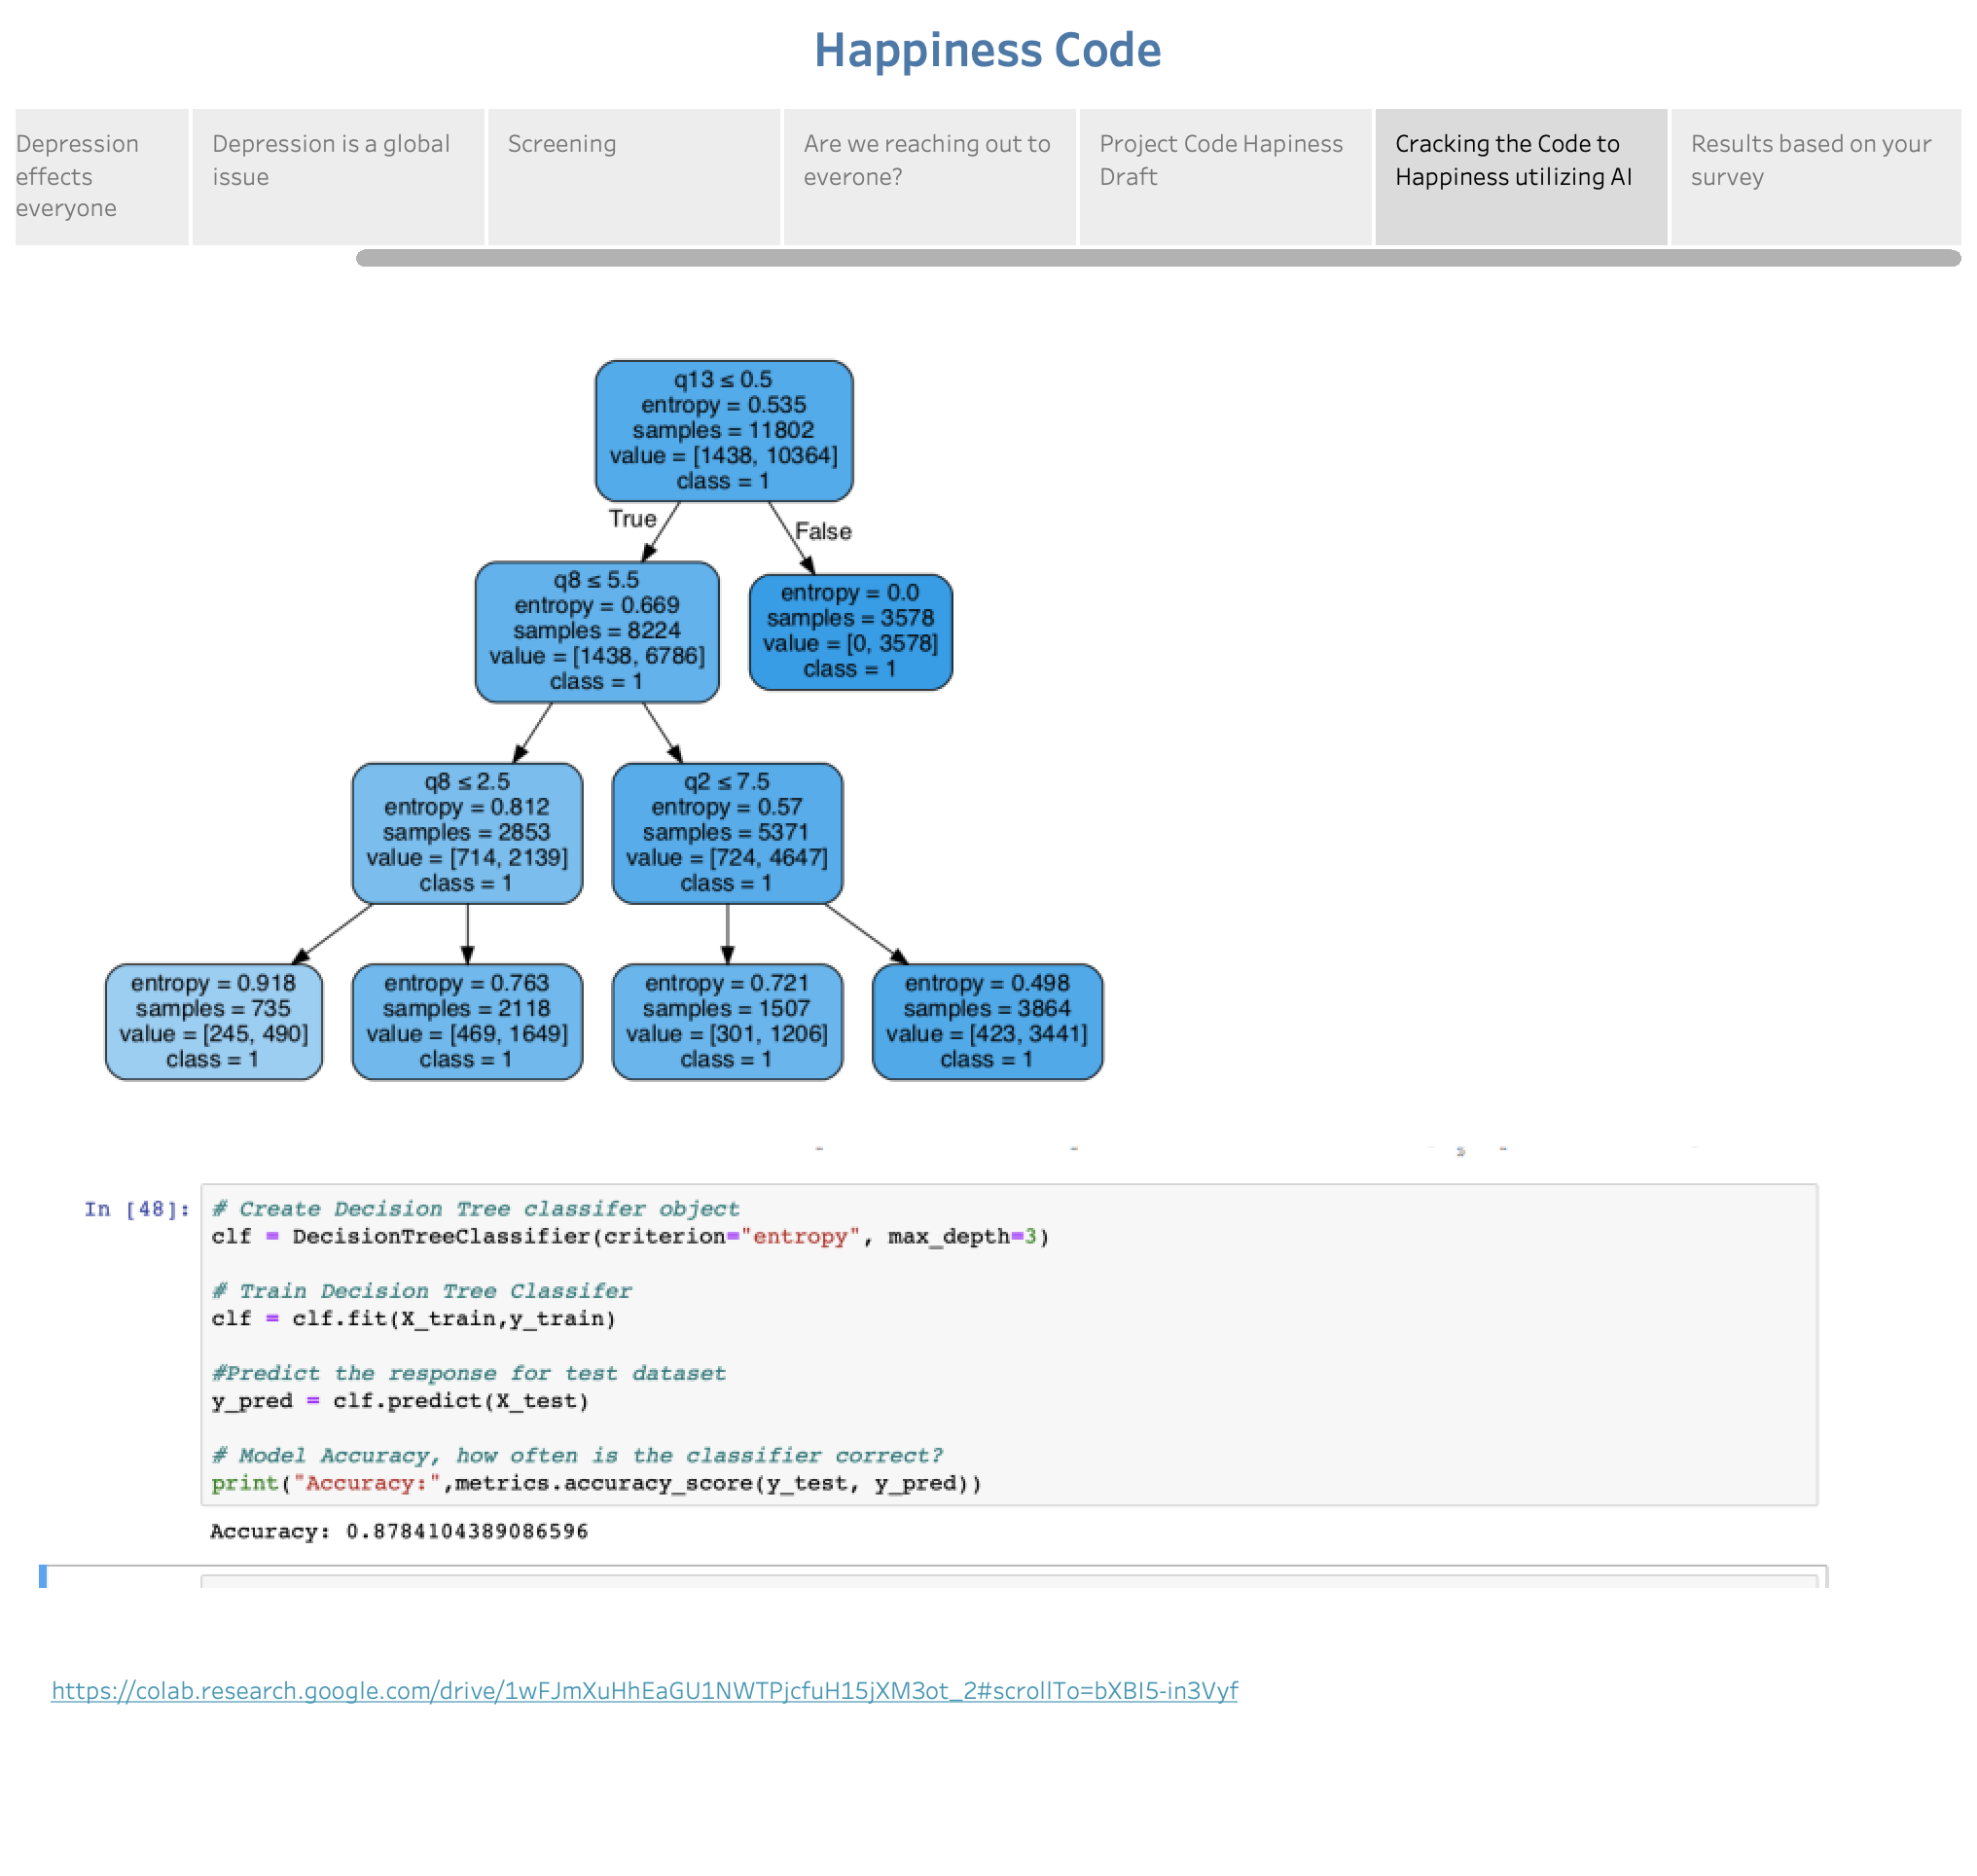 Happiness Code
Depression
effects
everyone
Depression is a global
issue
Screening
Are we reaching out to
everone?
Project Code Hapiness
Draft
Cracking the Code to
Happiness utilizing AI
Results based on your
survey
q13 ≤ 0.5
entropy = 0.535
samples = 11802
value = [1438, 10364]
class = 1
True
False
q8 ≤ 5.5
entropy = 0.669
samples = 8224
value = [1438, 6786]
class = 1
entropy = 0.0
samples = 3578
value = [0, 3578]
class = 1
q8 ≤ 2.5
entropy = 0.812
samples = 2853
value = [714, 2139]
class = 1
q2 ≤ 7.5
entropy = 0.57
samples = 5371
value = [724, 4647]
class = 1
entropy = 0.918
samples = 735
value = [245, 490]
class = 1
entropy = 0.763
samples = 2118
value = [469, 1649]
class = 1
entropy = 0.721
samples = 1507
value = [301, 1206]
class = 1
entropy = 0.498
samples = 3864
value = [423, 3441]
class = 1
In [48]:
# Create Decision Tree classifer object
clf = DecisionTreeClassifier(criterion="entropy", max_depth=3)
# Train Decision Tree Classifer
clf = clf.fit(X_train,y_train)
#Predict the response for test dataset
y_pred = clf.predict(X_test)
# Model Accuracy, how often is the classifier correct?
print("Accuracy:",metrics.accuracy_score(y_test, y_pred))
Accuracy: 0.8784104389086596
https://colab.research.google.com/drive/1wFJmXuHhEaGU1NWTPjcfuH15jXM3ot_2#scrollTo=bXBI5-in3Vyf